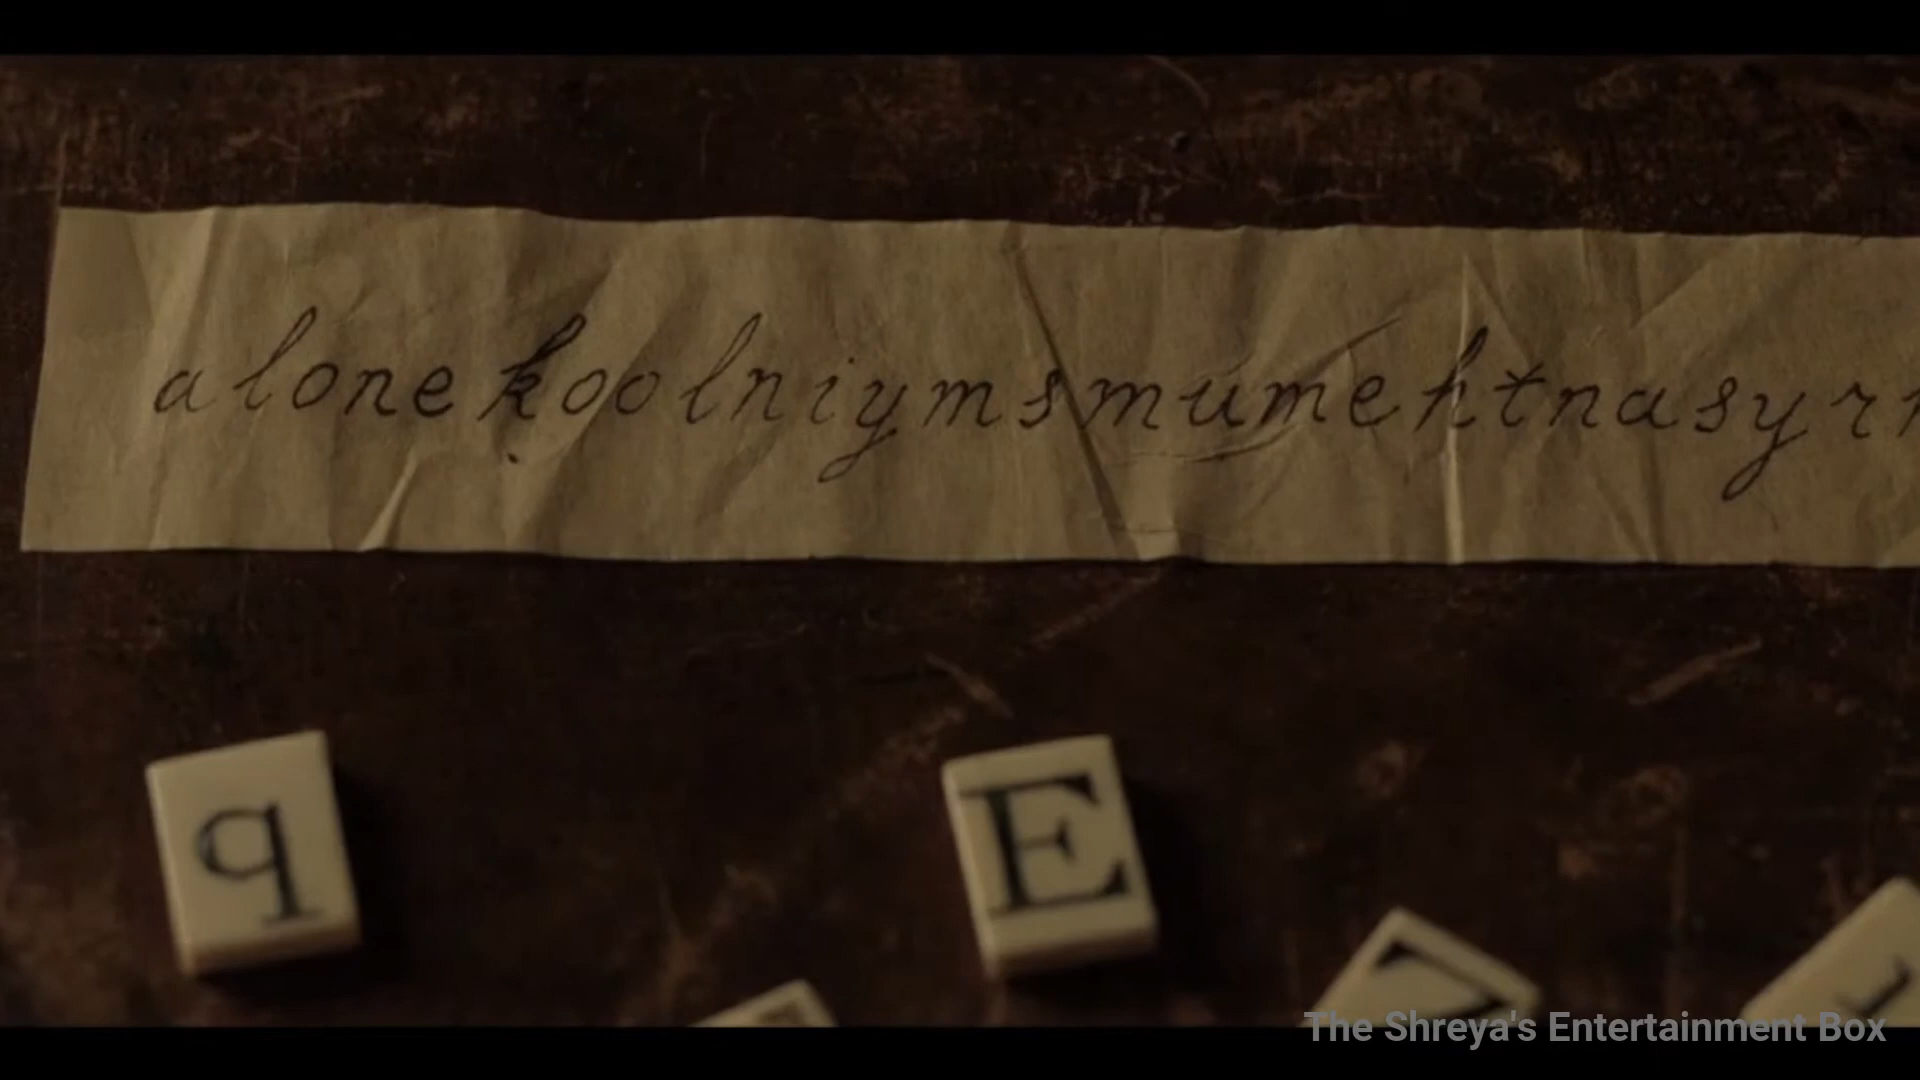 alonekoolniymsmumehtnasyr
q
E
The Shreya's Entertainment Box